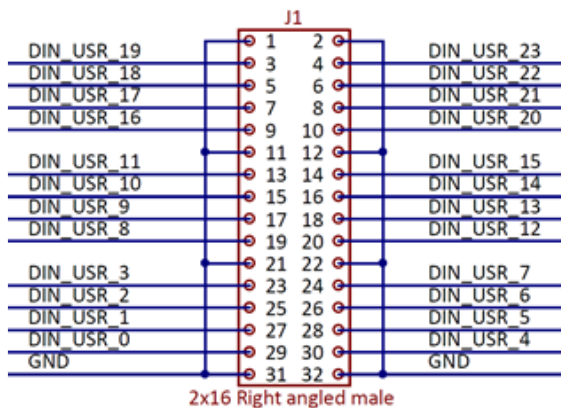 J1
1 2
DIN_USR_19 3 4 DIN_USR_23
DIN_USR_18 5 6 DIN_USR_22
DIN_USR_17 7 8 DIN_USR_21
DIN_USR_16 9 10 DIN_USR_20
11 12
DIN_USR_11 13 14 DIN_USR_15
DIN_USR_10 15 16 DIN_USR_14
DIN_USR_9 17 18 DIN_USR_13
DIN_USR_8 19 20 DIN_USR_12
21 22
DIN_USR_3 23 24 DIN_USR_7
DIN_USR_2 25 26 DIN_USR_6
DIN_USR_1 27 28 DIN_USR_5
DIN_USR_0 29 30 DIN_USR_4
GND 31 32 GND
2x16 Right angled male